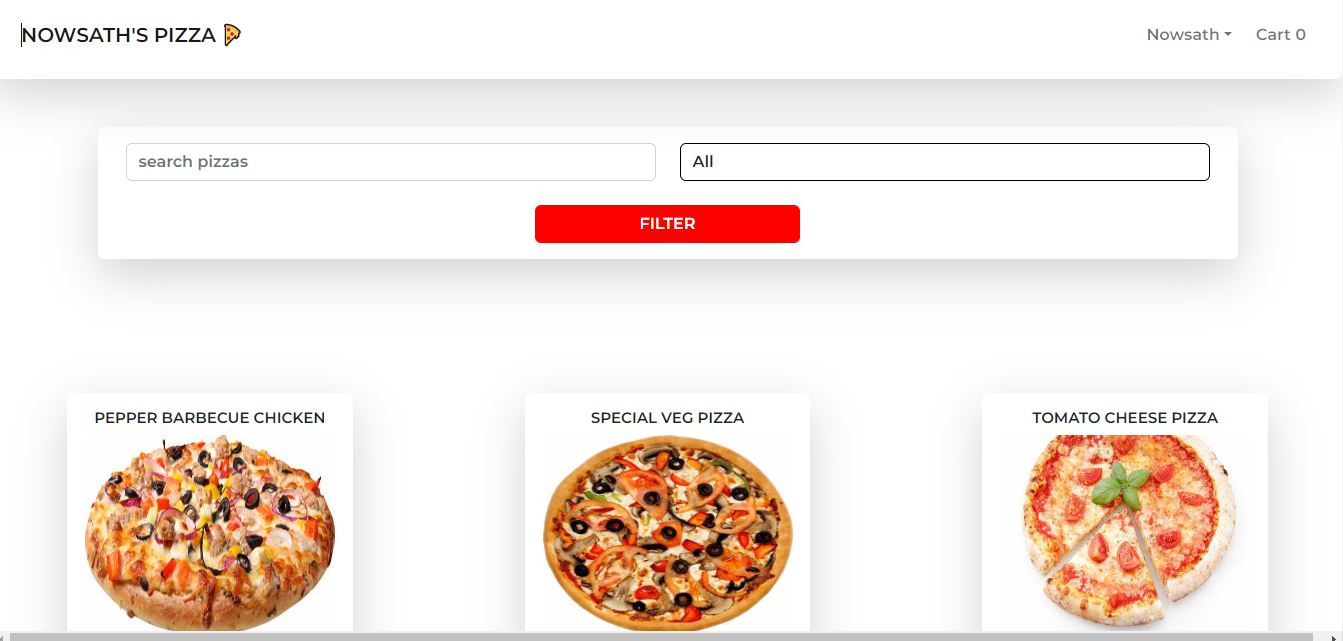 NOWSATH'S PIZZA 🍕
Nowsath
Cart 0
search pizzas
All
FILTER
PEPPER BARBECUE CHICKEN
SPECIAL VEG PIZZA
TOMATO CHEESE PIZZA